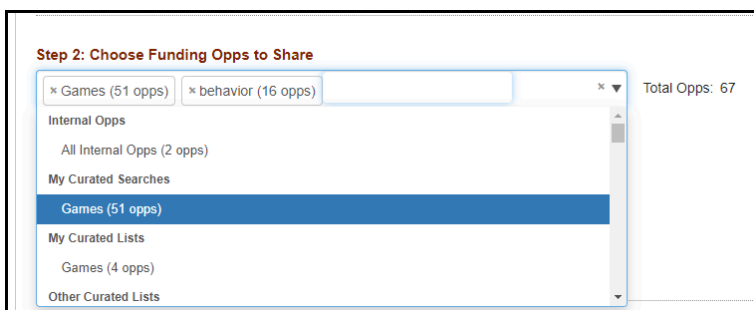 Step 2: Choose Funding Opps to Share
× Games (51 opps) × behavior (16 opps) × ▼ Total Opps: 67
Internal Opps
All Internal Opps (2 opps)
My Curated Searches
Games (51 opps)
My Curated Lists
Games (4 opps)
Other Curated Lists